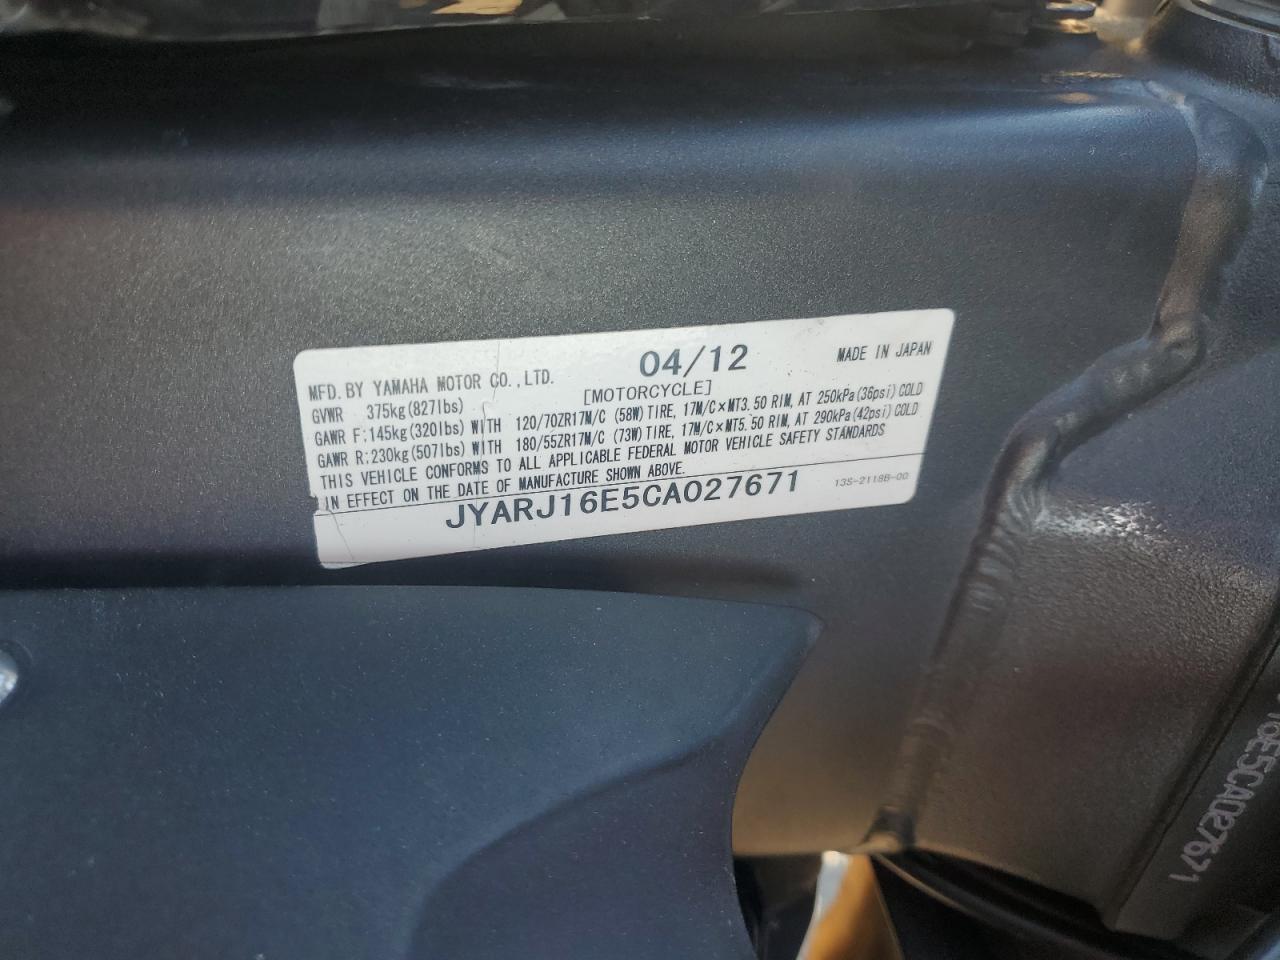 MFD. BY YAMAHA MOTOR CO.,LTD. 04/12 MADE IN JAPAN
GVWR 375kg(827lbs) [MOTORCYCLE]
GAWR F:145kg(320lbs) WITH 120/70ZR17M/C (58W) TIRE, 17M/C×MT3.50 RIM, AT 250kPa(36psi) COLD
GAWR R:230kg(507lbs) WITH 180/55ZR17M/C (73W) TIRE, 17M/C×MT5.50 RIM, AT 290kPa(42psi) COLD
THIS VEHICLE CONFORMS TO ALL APPLICABLE FEDERAL MOTOR VEHICLE SAFETY STANDARDS
IN EFFECT ON THE DATE OF MANUFACTURE SHOWN ABOVE.
JYARJ16E5CA027671 13S-2118B-00
16E5CA027671